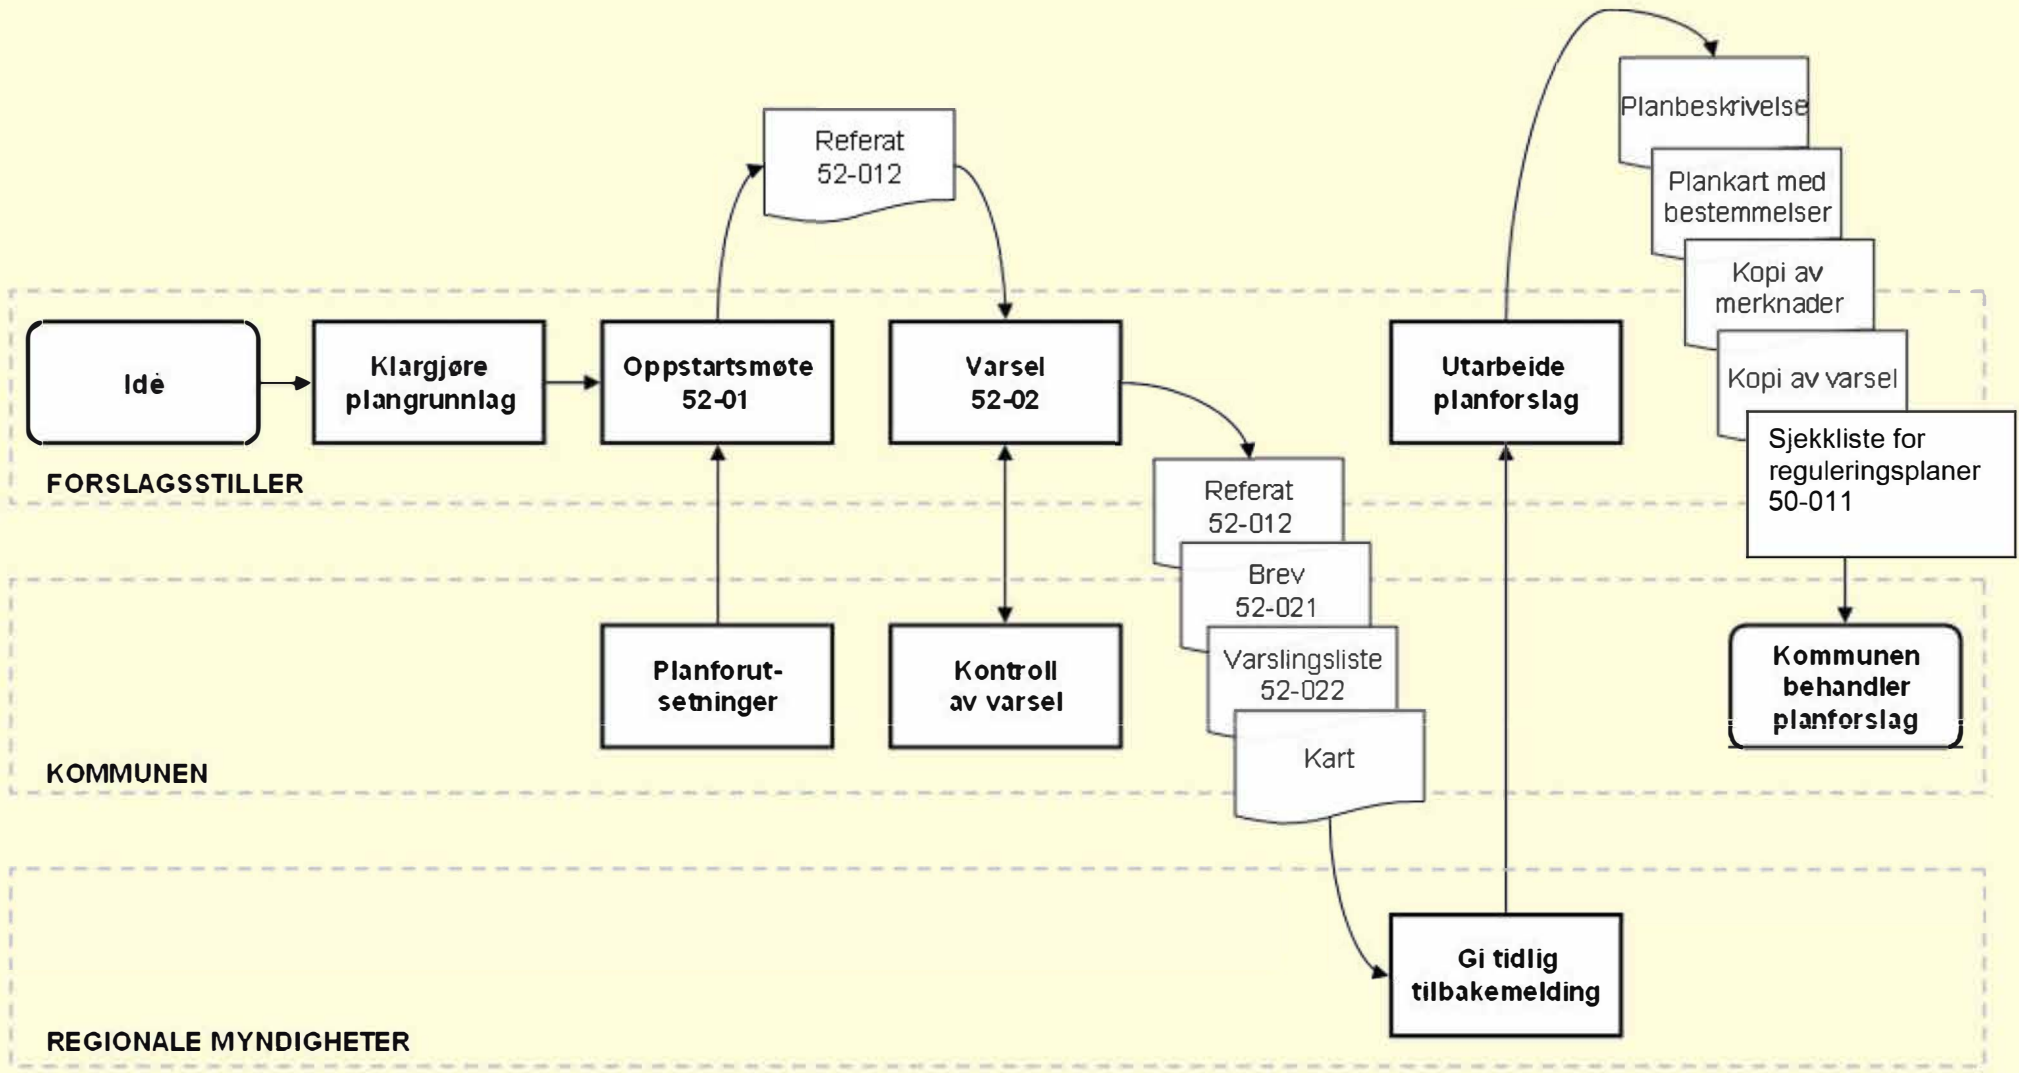 Referat
52-012
Planbeskrivelse
Plankart med
bestemmelser
Kopi av
merknader
Kopi av varsel
Sjekkliste for
reguleringsplaner
50-011
Idè
Klargjøre
plangrunnlag
Oppstartsmøte
52-01
Varsel
52-02
Utarbeide
planforslag
FORSLAGSSTILLER
Referat
52-012
Brev
52-021
Varslingsliste
52-022
Kart
Planforut-
setninger
Kontroll
av varsel
Kommunen
behandler
planforslag
KOMMUNEN
Gi tidlig
tilbakemelding
REGIONALE MYNDIGHETER